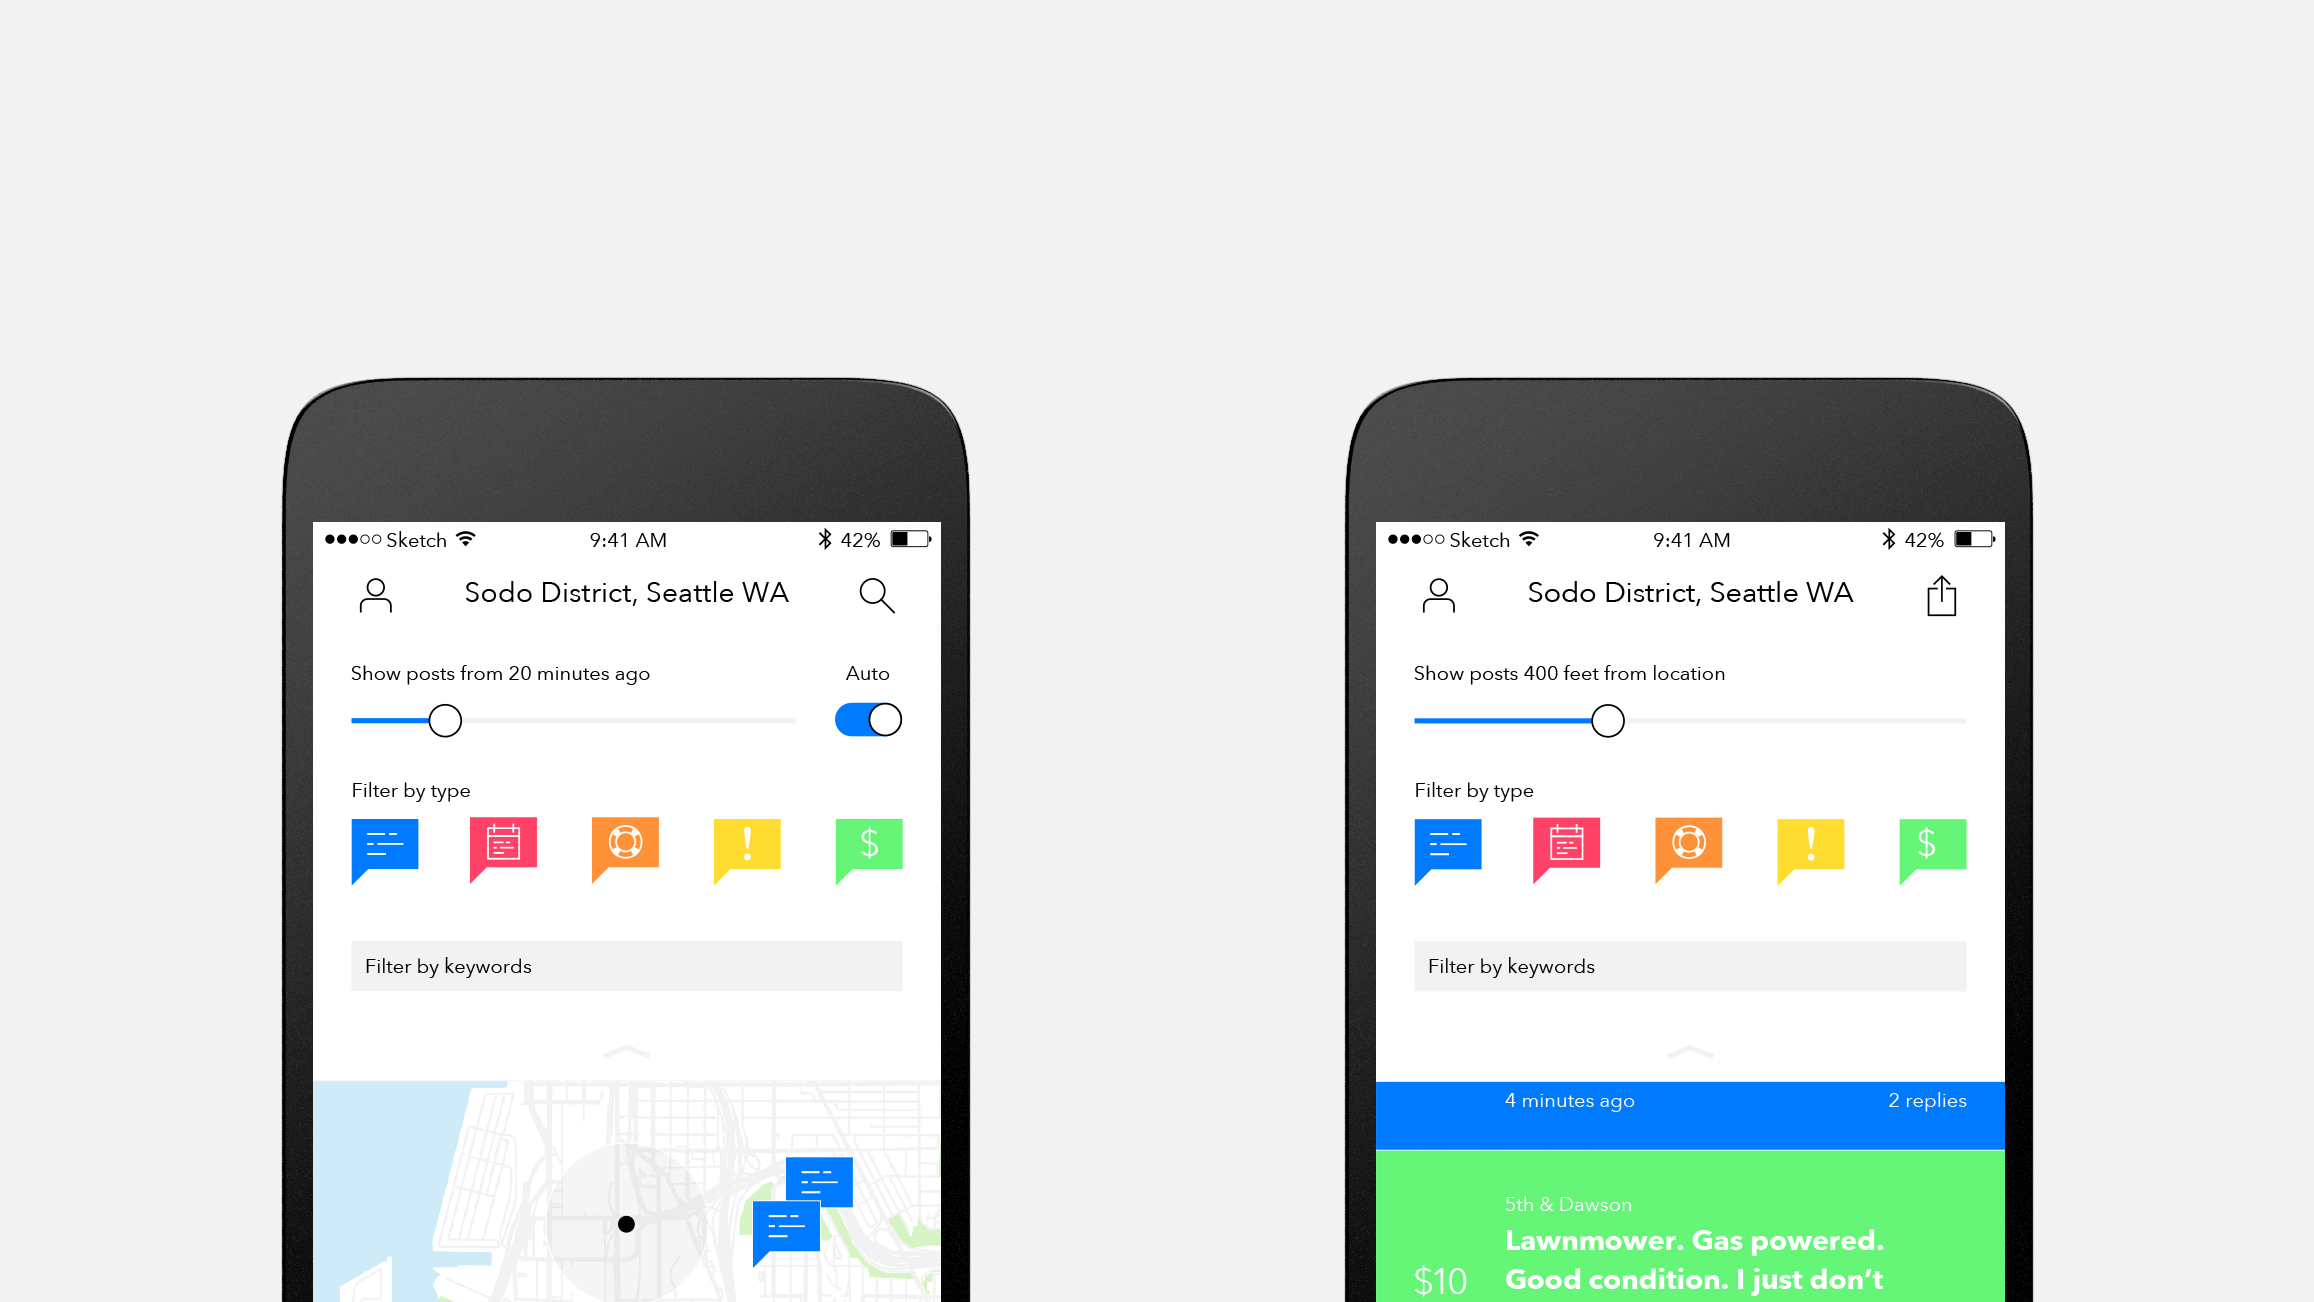 Sketch 9:41 AM 42%
Sodo District, Seattle WA
Show posts from 20 minutes ago Auto
Filter by type
! $
Filter by keywords
Sketch 9:41 AM 42%
Sodo District, Seattle WA
Show posts 400 feet from location
Filter by type
! $
Filter by keywords
4 minutes ago 2 replies
5th & Dawson
Lawnmower. Gas powered.
$10 Good condition. I just don’t